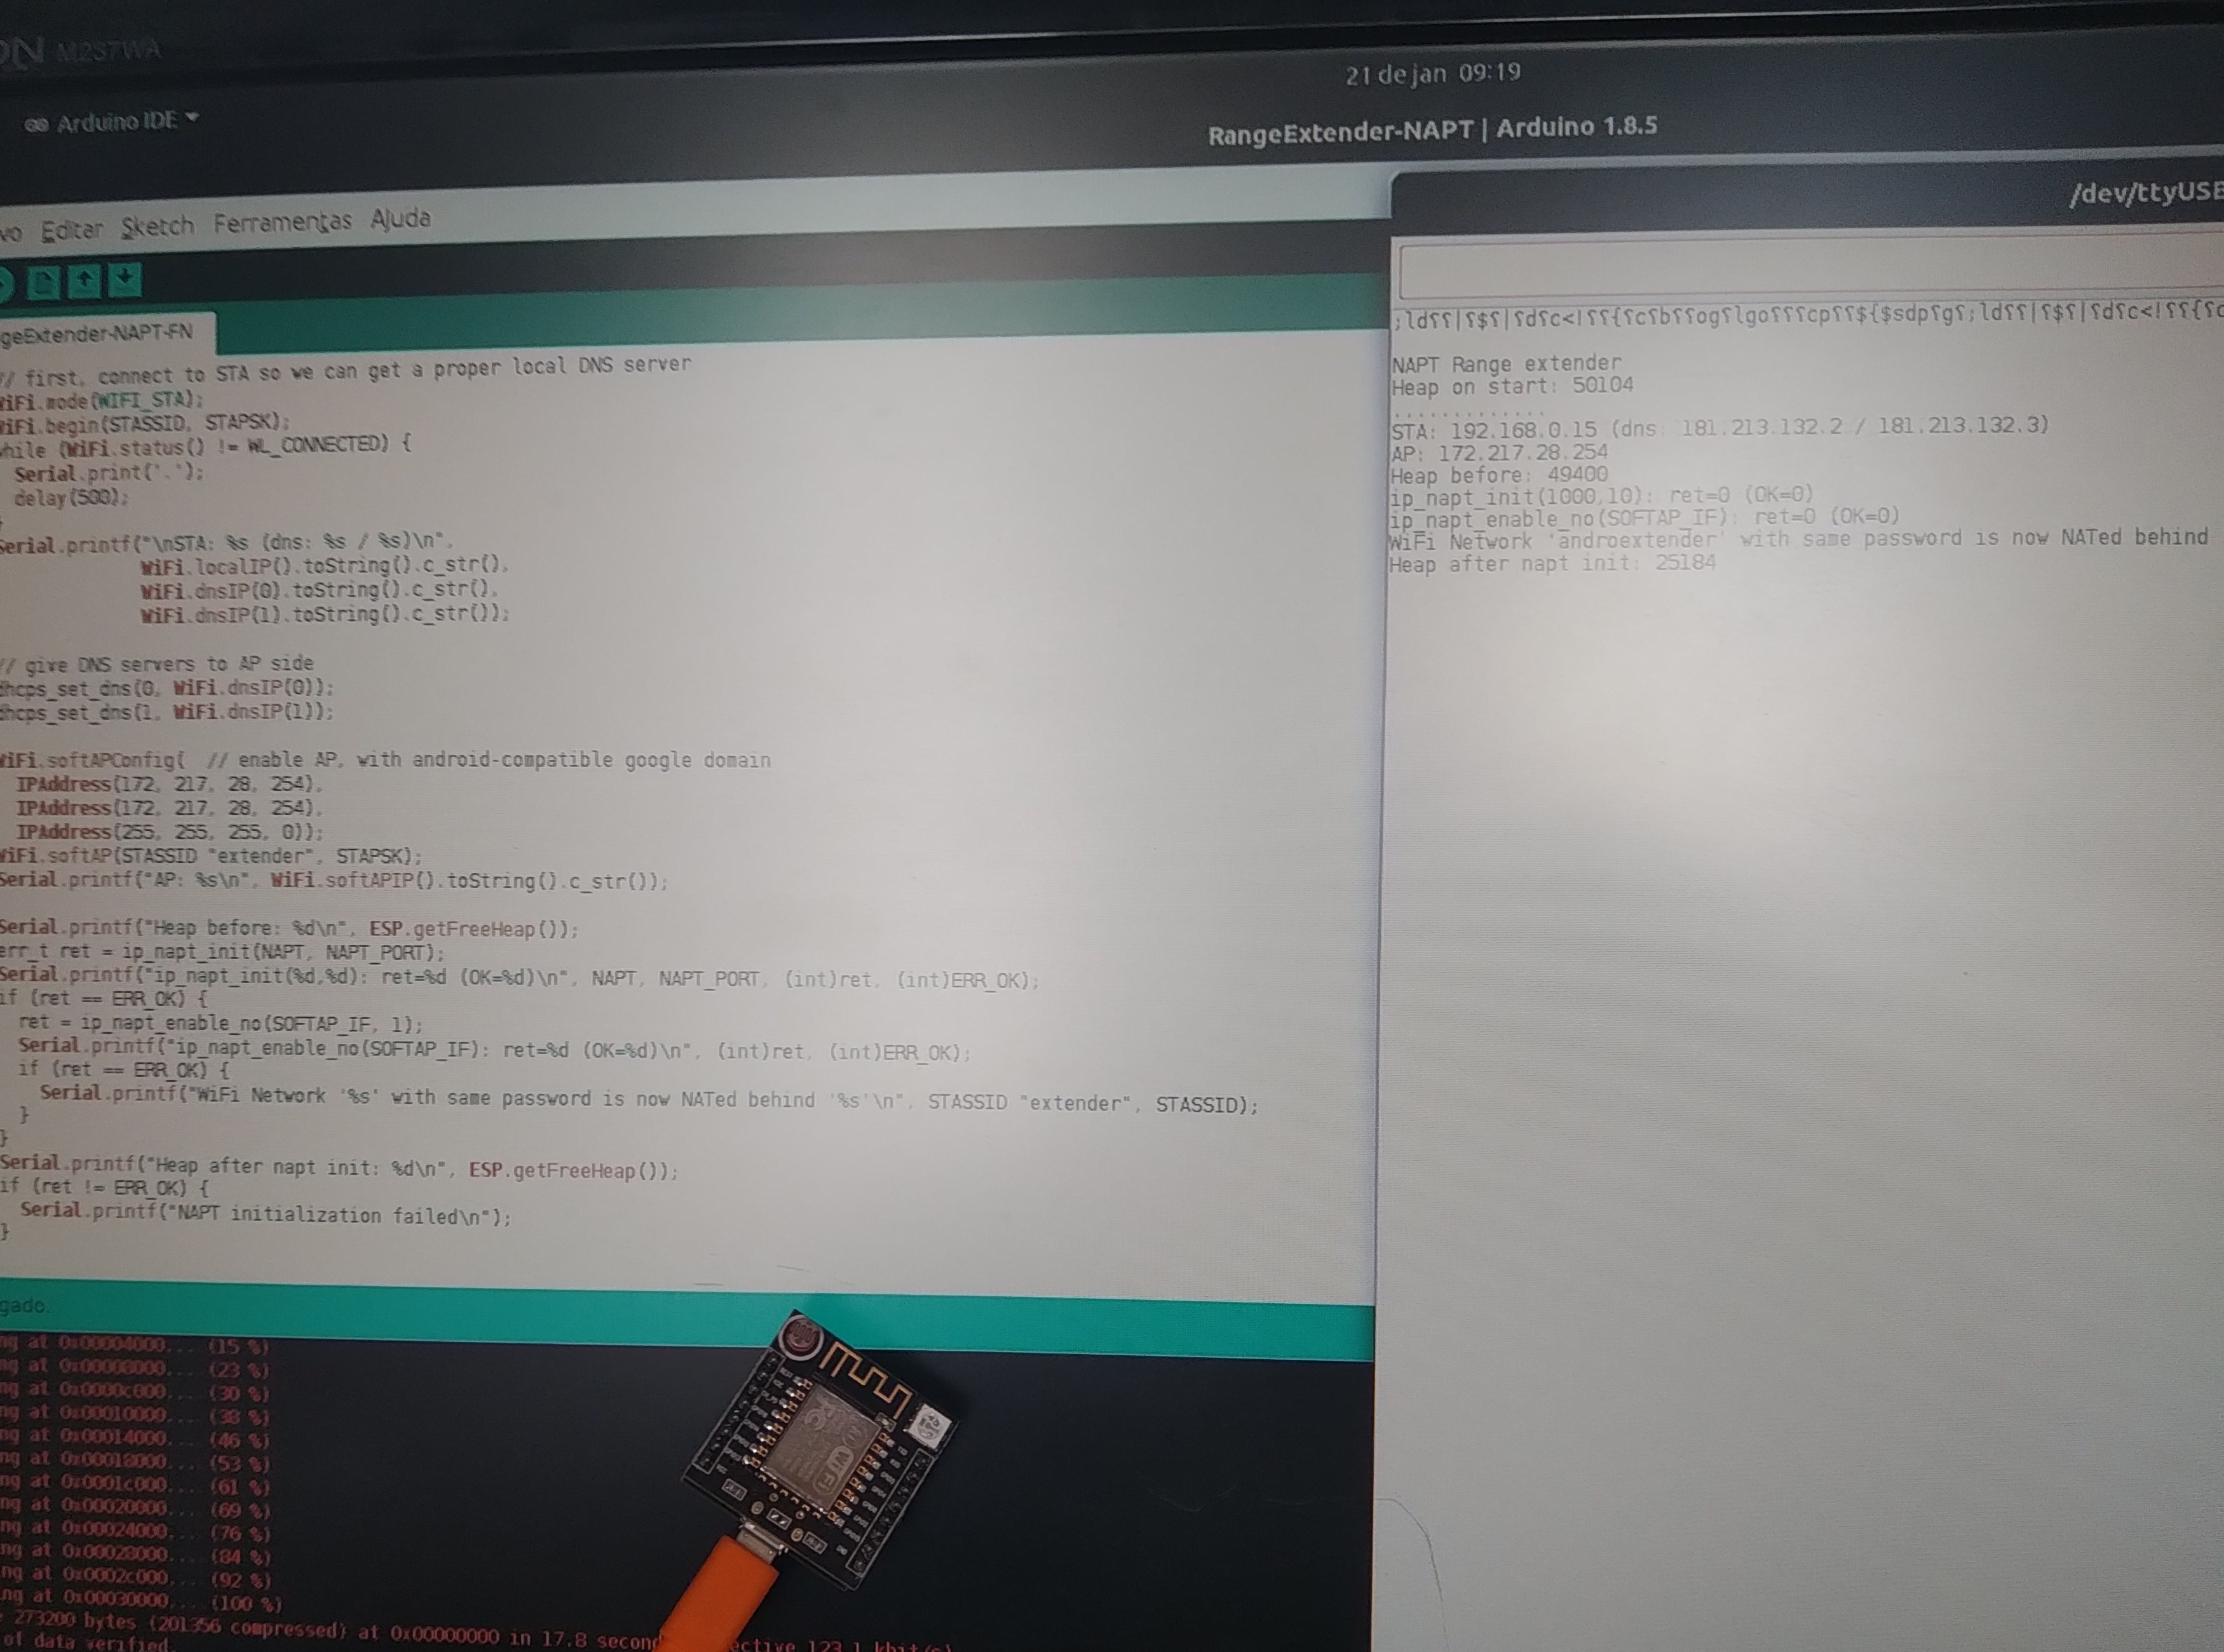 M237WA
21 de jan 09:19
Arduino IDE
RangeExtender-NAPT | Arduino 1.8.5
/dev/ttyUSB
vo Editar Sketch Ferramentas Ajuda
geExtender-NAPT-FN
// first, connect to STA so we can get a proper local DNS server
WiFi.mode(WIFI_STA);
WiFi.begin(STASSID, STAPSK);
while (WiFi.status() != WL_CONNECTED) {
Serial.print('.');
delay(500);
}
Serial.printf("\nSTA: %s (dns: %s / %s)\n",
WiFi.localIP().toString().c_str(),
WiFi.dnsIP(0).toString().c_str(),
WiFi.dnsIP(1).toString().c_str());
// give DNS servers to AP side
dhcps_set_dns(0, WiFi.dnsIP(0));
dhcps_set_dns(1, WiFi.dnsIP(1));
WiFi.softAPConfig(  // enable AP, with android-compatible google domain
IPAddress(172, 217, 28, 254),
IPAddress(172, 217, 28, 254),
IPAddress(255, 255, 255, 0));
WiFi.softAP(STASSID "extender", STAPSK);
Serial.printf("AP: %s\n", WiFi.softAPIP().toString().c_str());
Serial.printf("Heap before: %d\n", ESP.getFreeHeap());
err_t ret = ip_napt_init(NAPT, NAPT_PORT);
Serial.printf("ip_napt_init(%d,%d): ret=%d (OK=%d)\n", NAPT, NAPT_PORT, (int)ret, (int)ERR_OK);
if (ret == ERR_OK) {
ret = ip_napt_enable_no(SOFTAP_IF, 1);
Serial.printf("ip_napt_enable_no(SOFTAP_IF): ret=%d (OK=%d)\n", (int)ret, (int)ERR_OK);
if (ret == ERR_OK) {
Serial.printf("WiFi Network '%s' with same password is now NATed behind '%s'\n", STASSID "extender", STASSID);
}
}
Serial.printf("Heap after napt init: %d\n", ESP.getFreeHeap());
if (ret != ERR_OK) {
Serial.printf("NAPT initialization failed\n");
}
gado.
ng at 0x00004000... (15 %)
ng at 0x00008000... (23 %)
ng at 0x0000c000... (30 %)
ng at 0x00010000... (38 %)
ng at 0x00014000... (46 %)
ng at 0x00018000... (53 %)
ng at 0x0001c000... (61 %)
ng at 0x00020000... (69 %)
ng at 0x00024000... (76 %)
ng at 0x00028000... (84 %)
ng at 0x0002c000... (92 %)
ng at 0x00030000... (100 %)
273200 bytes (201356 compressed) at 0x00000000 in 17.8 second ective 123.1 kbit/s)
of data verified.
NAPT Range extender
Heap on start: 50104
.............
STA: 192.168.0.15 (dns: 181.213.132.2 / 181.213.132.3)
AP: 172.217.28.254
Heap before: 49400
ip_napt_init(1000,10): ret=0 (OK=0)
ip_napt_enable_no(SOFTAP_IF): ret=0 (OK=0)
WiFi Network 'androextender' with same password is now NATed behind
Heap after napt init: 25184
WiFi